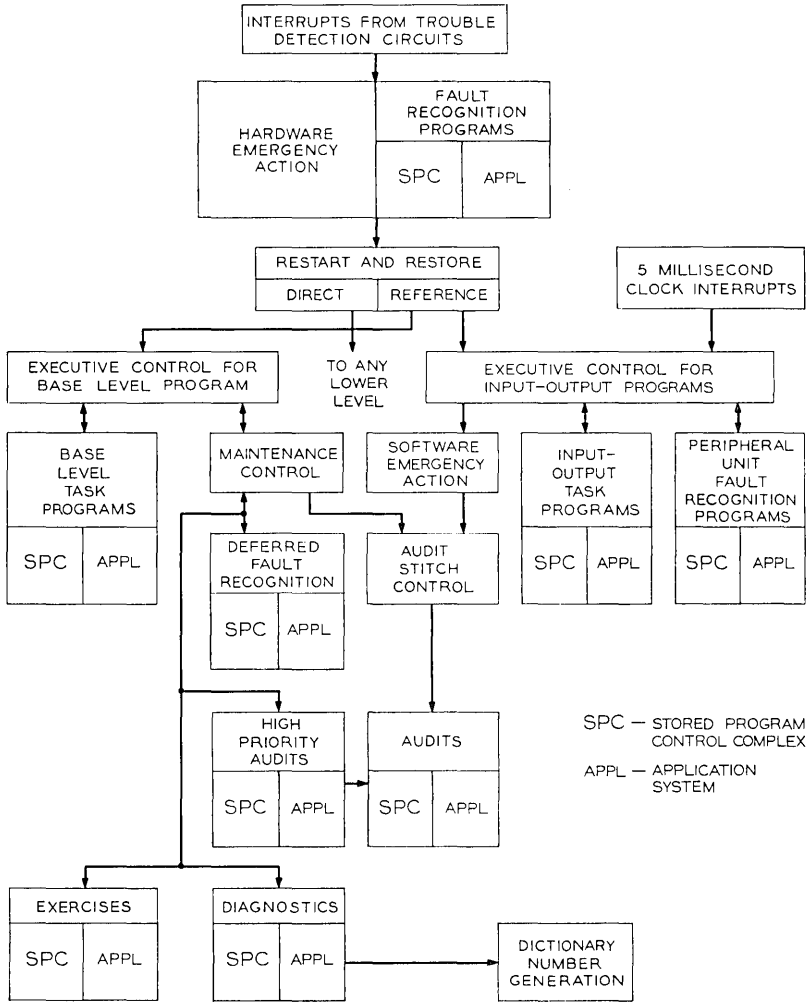 INTERRUPTS FROM TROUBLE
DETECTION CIRCUITS
HARDWARE
EMERGENCY
ACTION
FAULT
RECOGNITION
PROGRAMS
SPC
APPL
RESTART AND RESTORE
DIRECT
REFERENCE
5 MILLISECOND
CLOCK INTERRUPTS
EXECUTIVE CONTROL FOR
BASE LEVEL PROGRAM
TO ANY
LOWER
LEVEL
EXECUTIVE CONTROL FOR
INPUT-OUTPUT PROGRAMS
BASE
LEVEL
TASK
PROGRAMS
SPC
APPL
MAINTENANCE
CONTROL
SOFTWARE
EMERGENCY
ACTION
INPUT-
OUTPUT
TASK
PROGRAMS
SPC
APPL
PERIPHERAL
UNIT
FAULT
RECOGNITION
PROGRAMS
SPC
APPL
DEFERRED
FAULT
RECOGNITION
SPC
APPL
AUDIT
STITCH
CONTROL
HIGH
PRIORITY
AUDITS
SPC
APPL
AUDITS
SPC
APPL
SPC — STORED PROGRAM
CONTROL COMPLEX
APPL — APPLICATION
SYSTEM
EXERCISES
SPC
APPL
DIAGNOSTICS
SPC
APPL
DICTIONARY
NUMBER
GENERATION